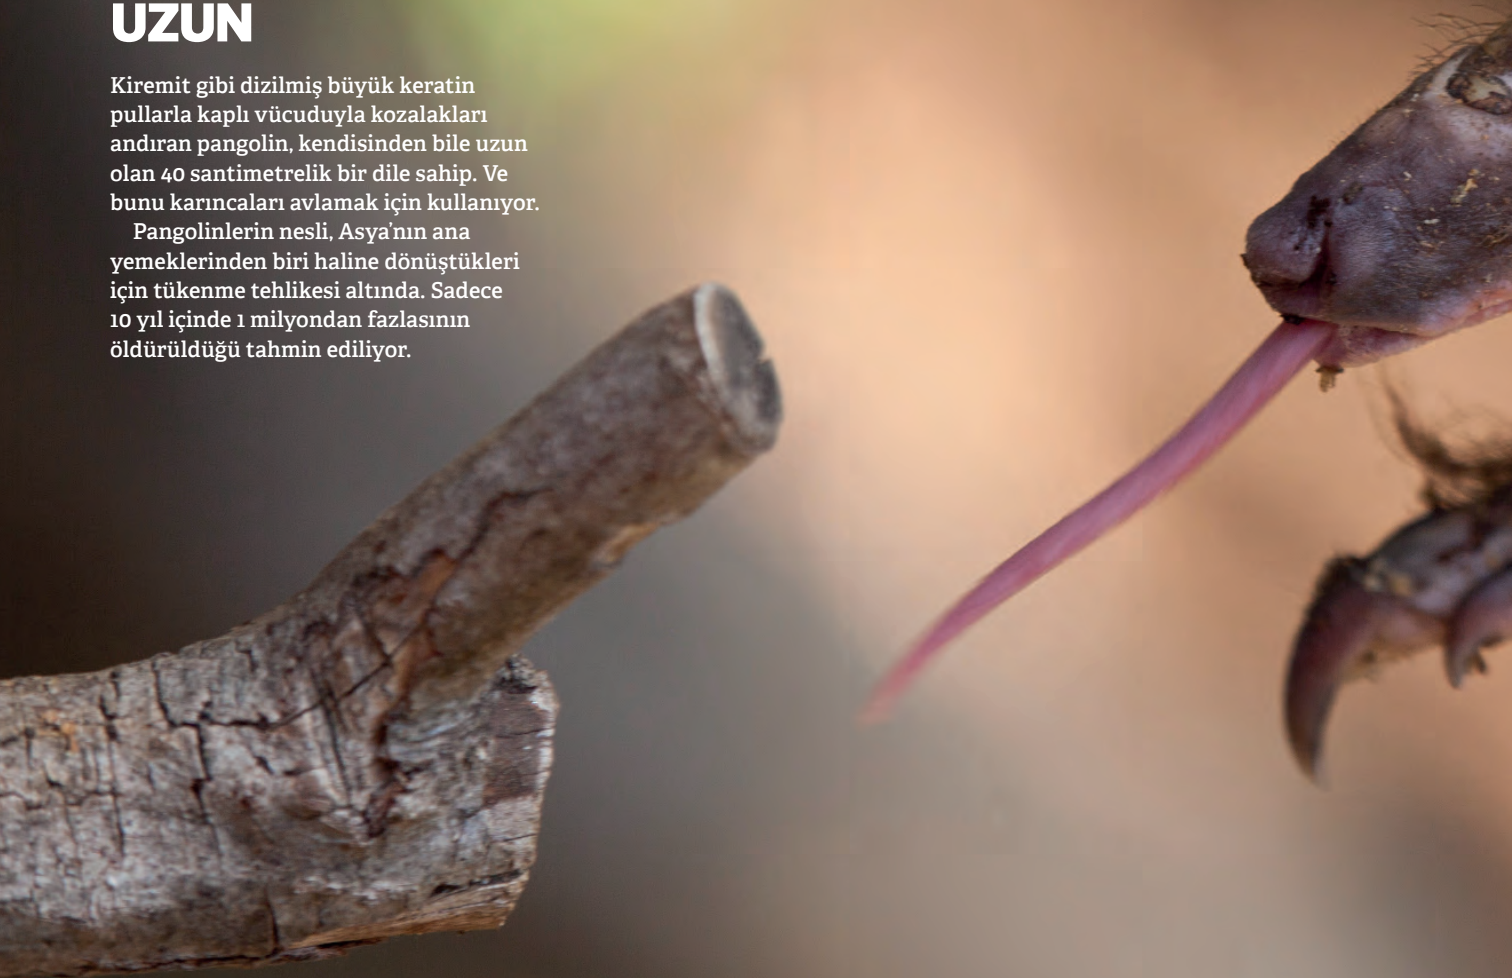 UZUN
Kiremit gibi dizilmiş büyük keratin
pullarla kaplı vücuduyla kozalakları
andıran pangolin, kendisinden bile uzun
olan 40 santimetrelik bir dile sahip. Ve
bunu karıncaları avlamak için kullanıyor.
Pangolinlerin nesli, Asya’nın ana
yemeklerinden biri haline dönüştükleri
için tükenme tehlikesi altında. Sadece
10 yıl içinde 1 milyondan fazlasının
öldürüldüğü tahmin ediliyor.